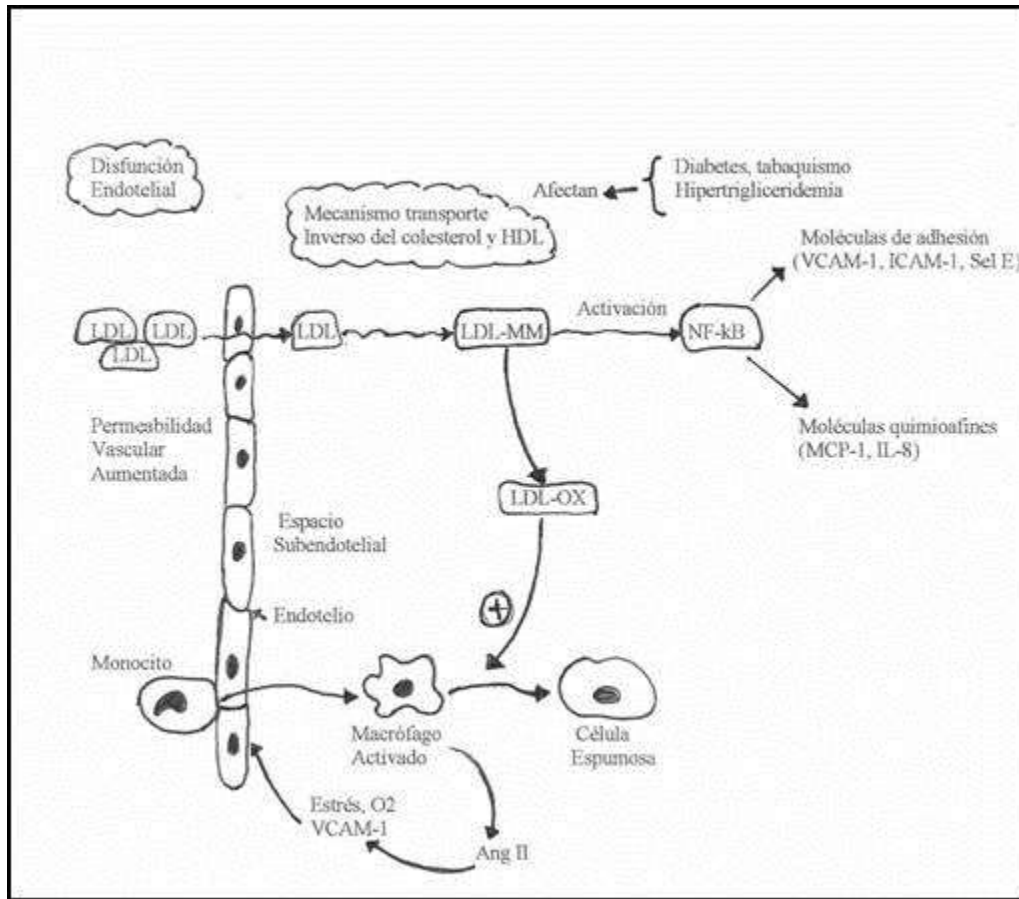 Disfunción
Endotelial
Diabetes, tabaquismo
Hipertrigliceridemia
Afectan
Mecanismo transporte
Inverso del colesterol y HDL
Moléculas de adhesión
(VCAM-1, ICAM-1, Sel E)
Activación
LDL
LDL
LDL
LDL
LDL-MM
NF-kB
Permeabilidad
Vascular
Aumentada
Moléculas quimioafines
(MCP-1, IL-8)
LDL-OX
Espacio
Subendotelial
+
Endotelio
Monocito
Macrófago
Activado
Célula
Espumosa
Estrés, O2
VCAM-1
Ang II